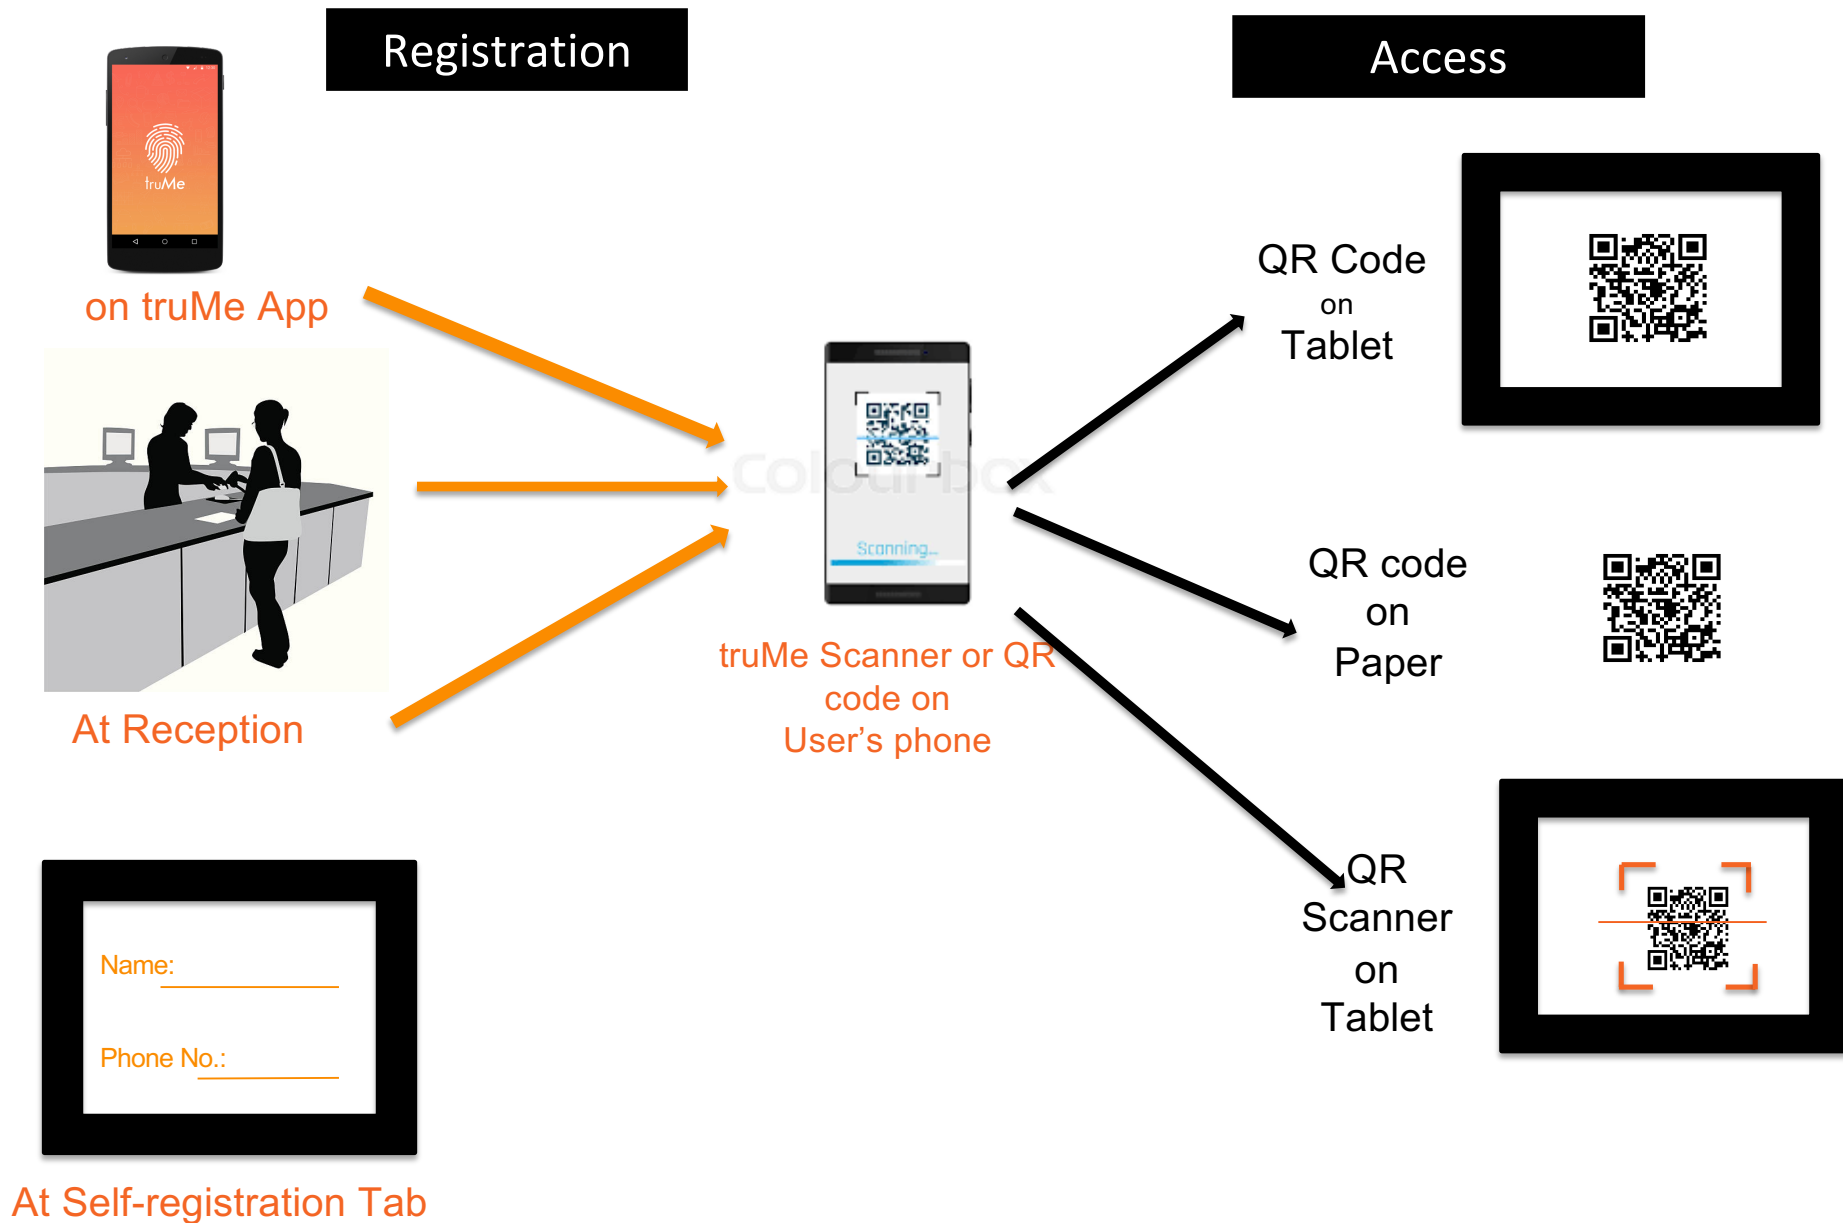 Registration
Access
truMe
on truMe App
At Reception
Name:
Phone No.:
At Self-registration Tab
Colourbox
Scanning...
truMe Scanner or QR
code on
User’s phone
QR Code
on
Tablet
QR code
on
Paper
QR
Scanner
on
Tablet